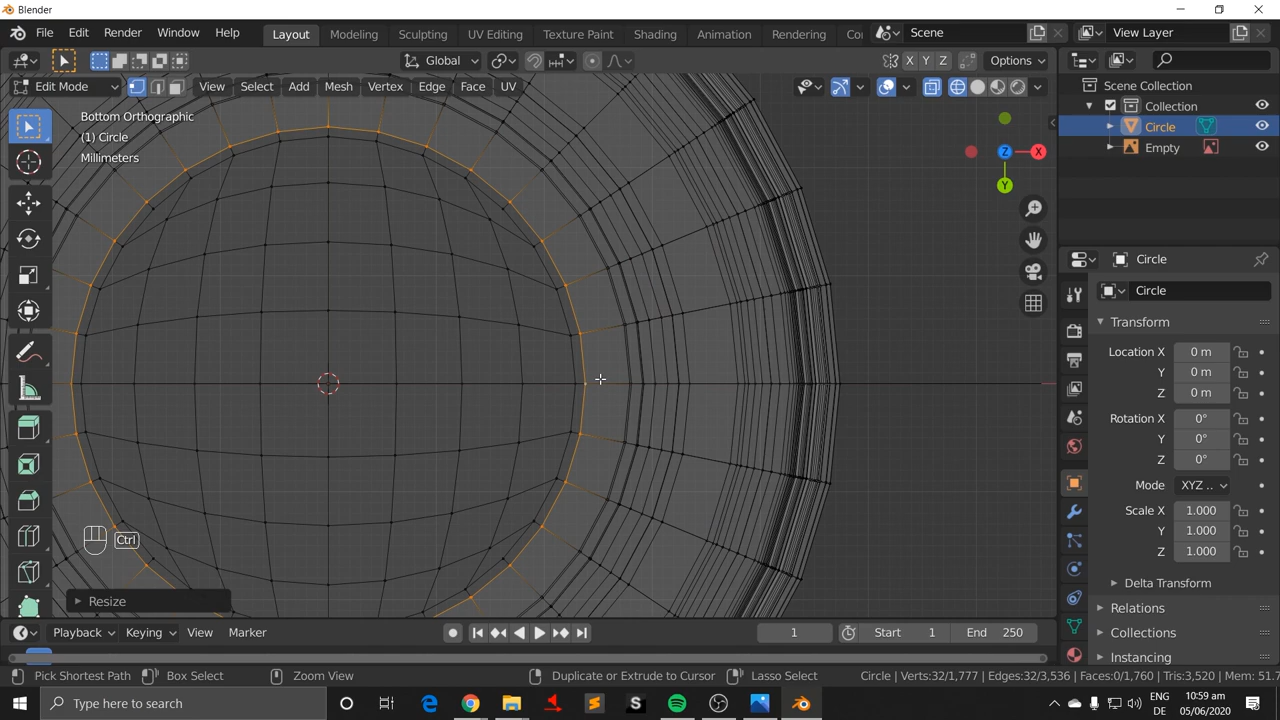 Blender
File Edit Render Window Help Layout Modeling Sculpting UV Editing Texture Paint Shading Animation Rendering Co Scene View Layer
Global X Y Z Options
Edit Mode View Select Add Mesh Vertex Edge Face UV
Scene Collection
Collection
Circle
Empty
Bottom Orthographic
(1) Circle
Millimeters
Z X
Y
Circle
Circle
Transform
Location X 0 m
Y 0 m
Z 0 m
Rotation X 0°
Y 0°
Z 0°
Mode XYZ ..
Scale X 1.000
Y 1.000
Z 1.000
Delta Transform
Relations
Collections
Instancing
Ctrl
Resize
Playback Keying View Marker 1 Start 1 End 250
Pick Shortest Path Box Select Zoom View Duplicate or Extrude to Cursor Lasso Select Circle | Verts:32/1,777 | Edges:32/3,536 | Faces:0/1,760 | Tris:3,520 | Mem: 51.7
Type here to search
ENG
DE
10:59 am
05/06/2020